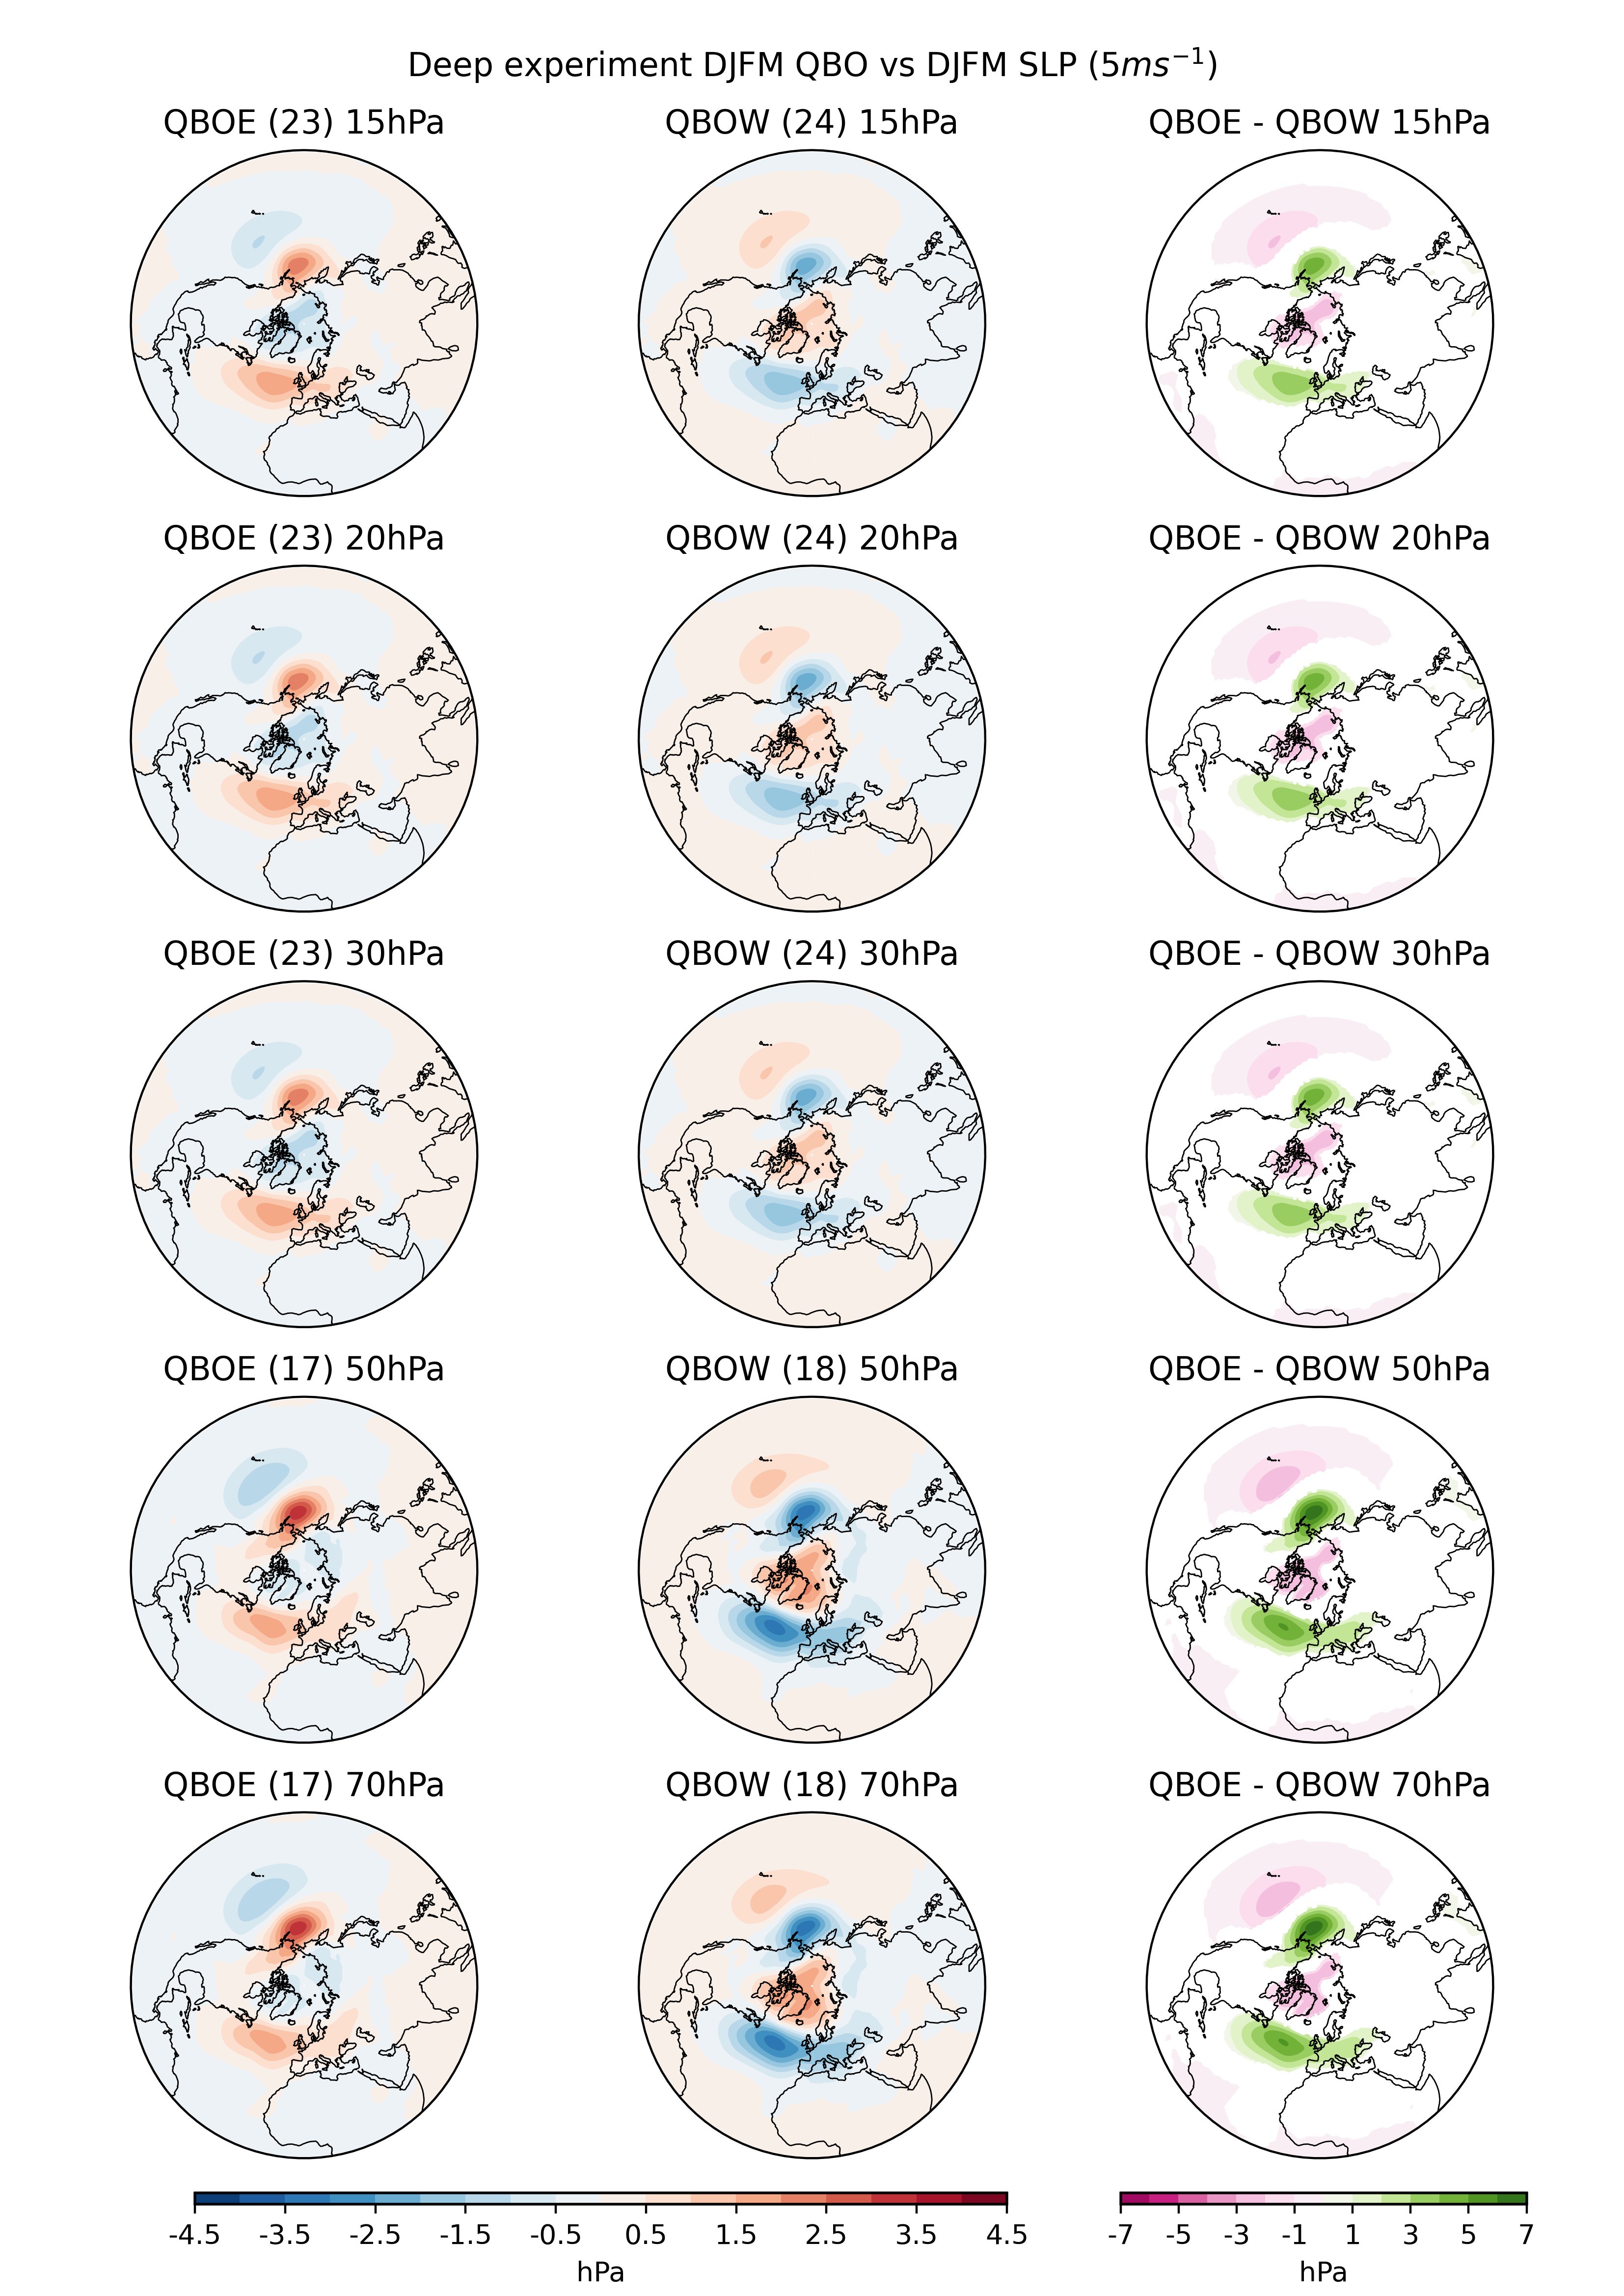 Deep experiment DJFM QBO vs DJFM SLP (5ms⁻¹)
QBOE (23) 15hPa QBOW (24) 15hPa QBOE - QBOW 15hPa
QBOE (23) 20hPa QBOW (24) 20hPa QBOE - QBOW 20hPa
QBOE (23) 30hPa QBOW (24) 30hPa QBOE - QBOW 30hPa
QBOE (17) 50hPa QBOW (18) 50hPa QBOE - QBOW 50hPa
QBOE (17) 70hPa QBOW (18) 70hPa QBOE - QBOW 70hPa
-4.5 -3.5 -2.5 -1.5 -0.5 0.5 1.5 2.5 3.5 4.5 -7 -5 -3 -1 1 3 5 7
hPa hPa